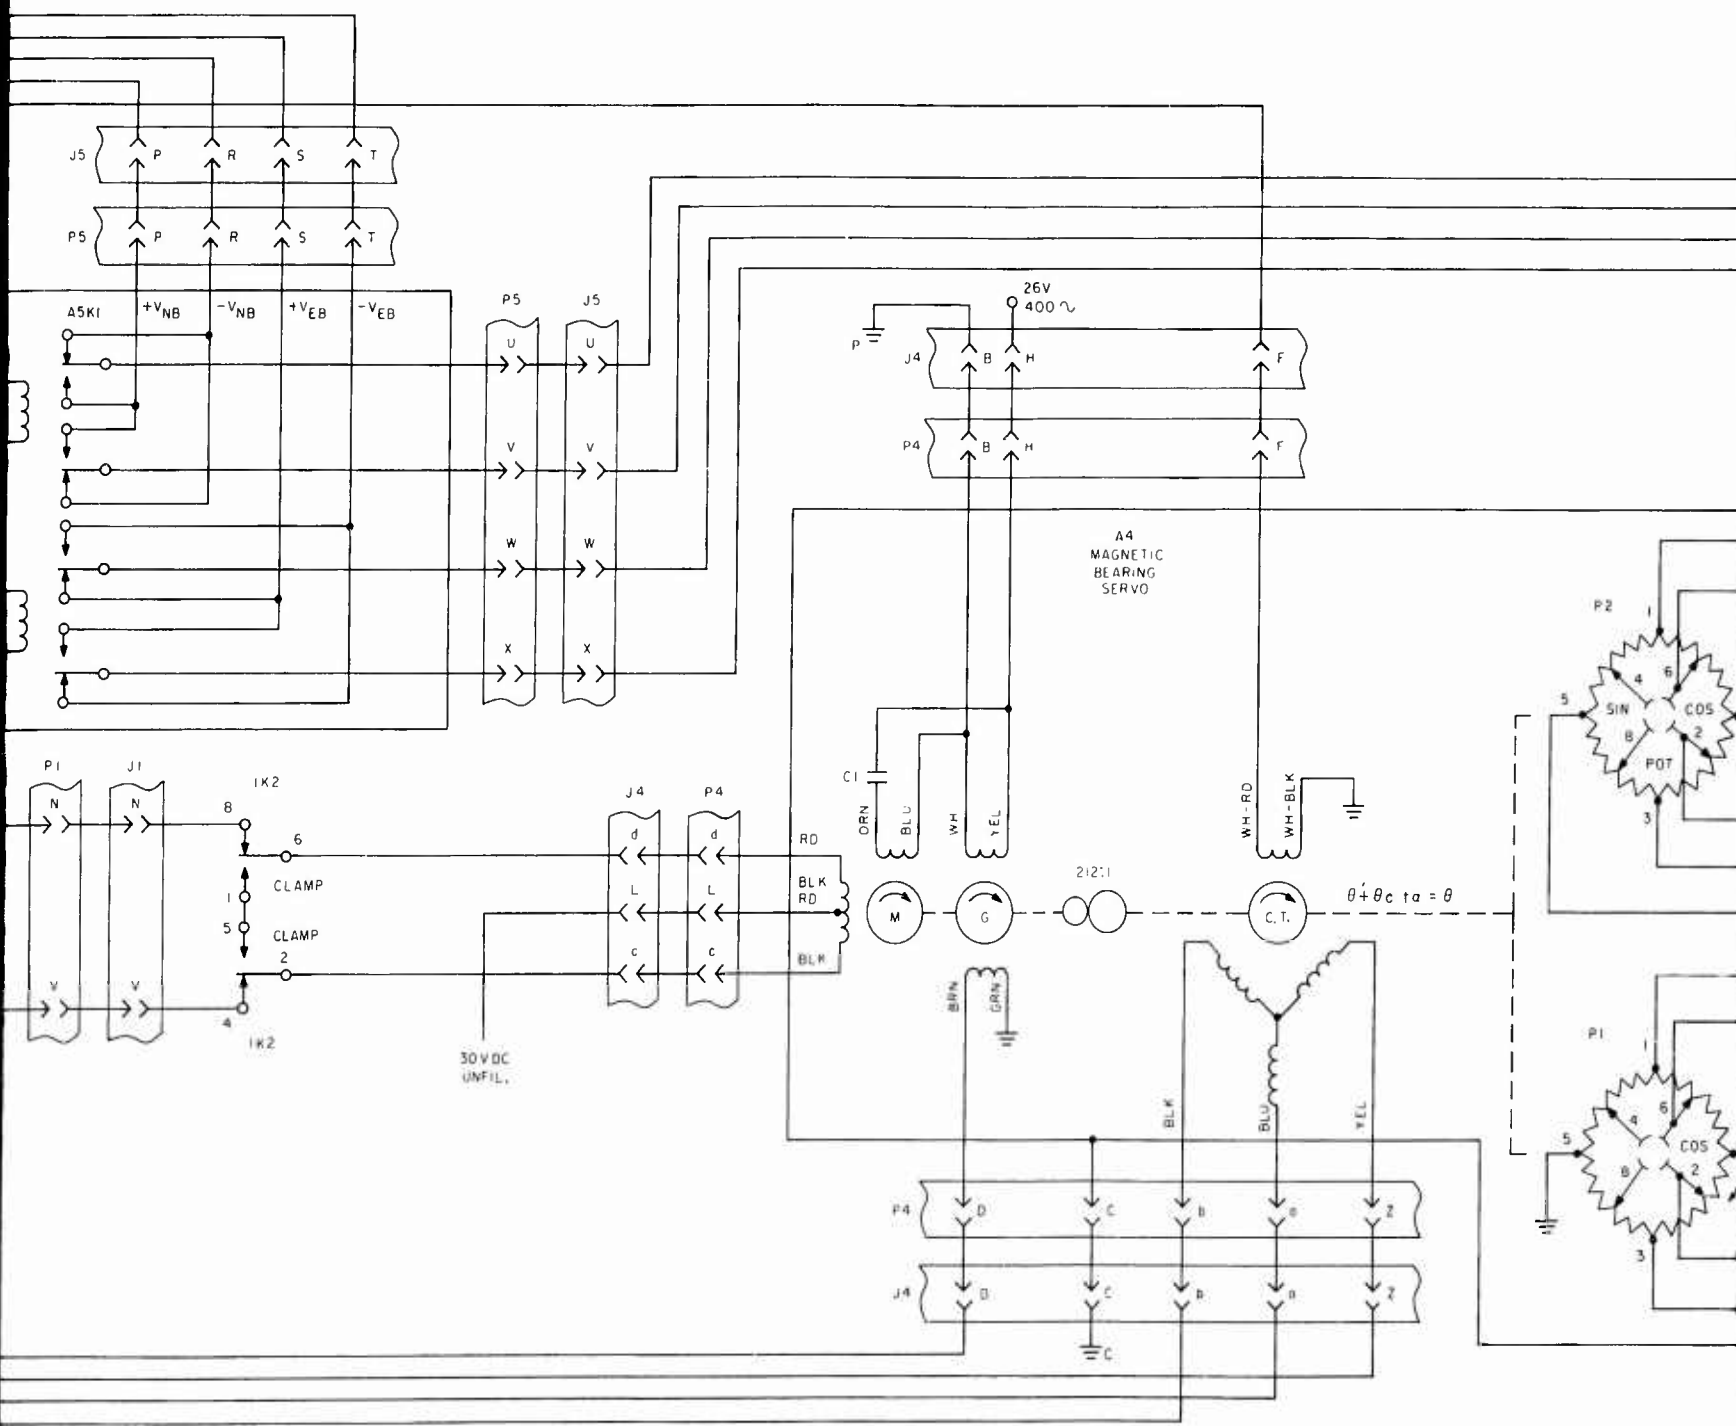 J5 P R S T
P5 P R S T
A5K1 +VNB -VNB +VEB -VEB
P5 J5
U U
V V
W W
X X
26V
400 ∿
P
J4 B H F
P4 B H F
A4
MAGNETIC
BEARING
SERVO
P2
1
4 6
5 SIN COS
8 2
POT
3
P1 J1
N N
V V
1K2
8
6
CLAMP
1
5
CLAMP
2
4
1K2
J4 P4
d d
L L
c c
30VDC
UNFIL.
RD
BLK
RD
BLK
C1
ORN BLU WH YEL
WH-RD WH-BLK
M G C.T.
212:1
θ'+θc ta = θ
BRN GRN
BLK BLU YEL
P1
1
4 6
5 COS
8 2
3
P4 D C b a Z
J4 D C b a Z
C